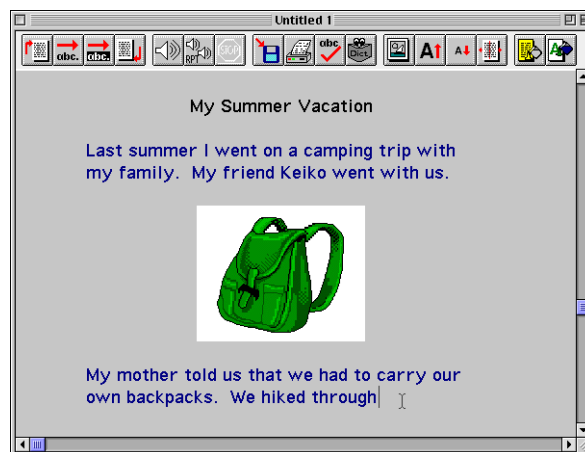 Untitled 1
abc. abc. RPT STOP abc Dict. A A A
My Summer Vacation
Last summer I went on a camping trip with
my family.  My friend Keiko went with us.
My mother told us that we had to carry our
own backpacks.  We hiked through